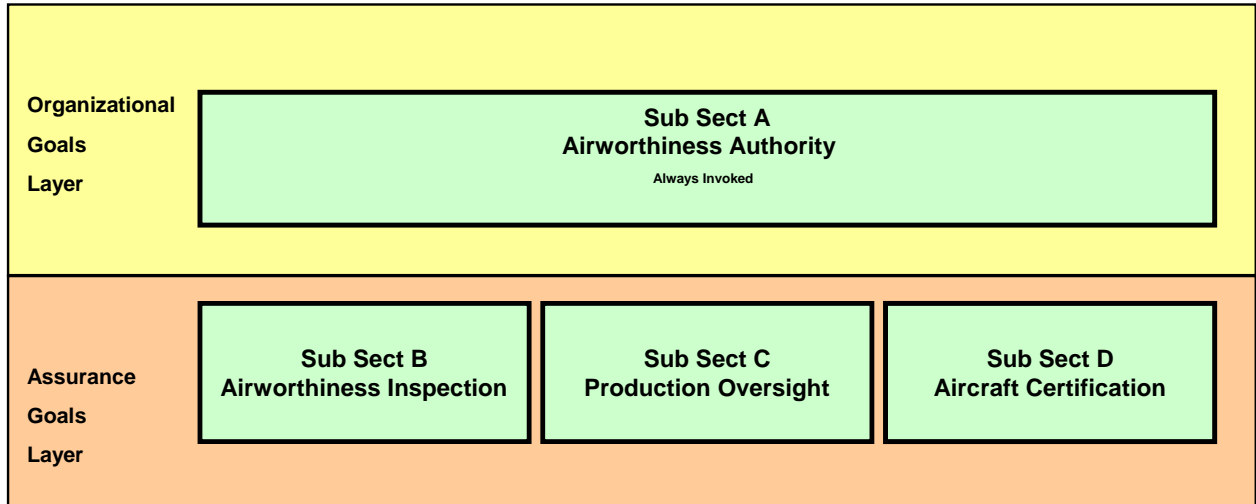 Organizational
Goals
Layer
Sub Sect A
Airworthiness Authority
Always Invoked
Assurance
Goals
Layer
Sub Sect B
Airworthiness Inspection
Sub Sect C
Production Oversight
Sub Sect D
Aircraft Certification